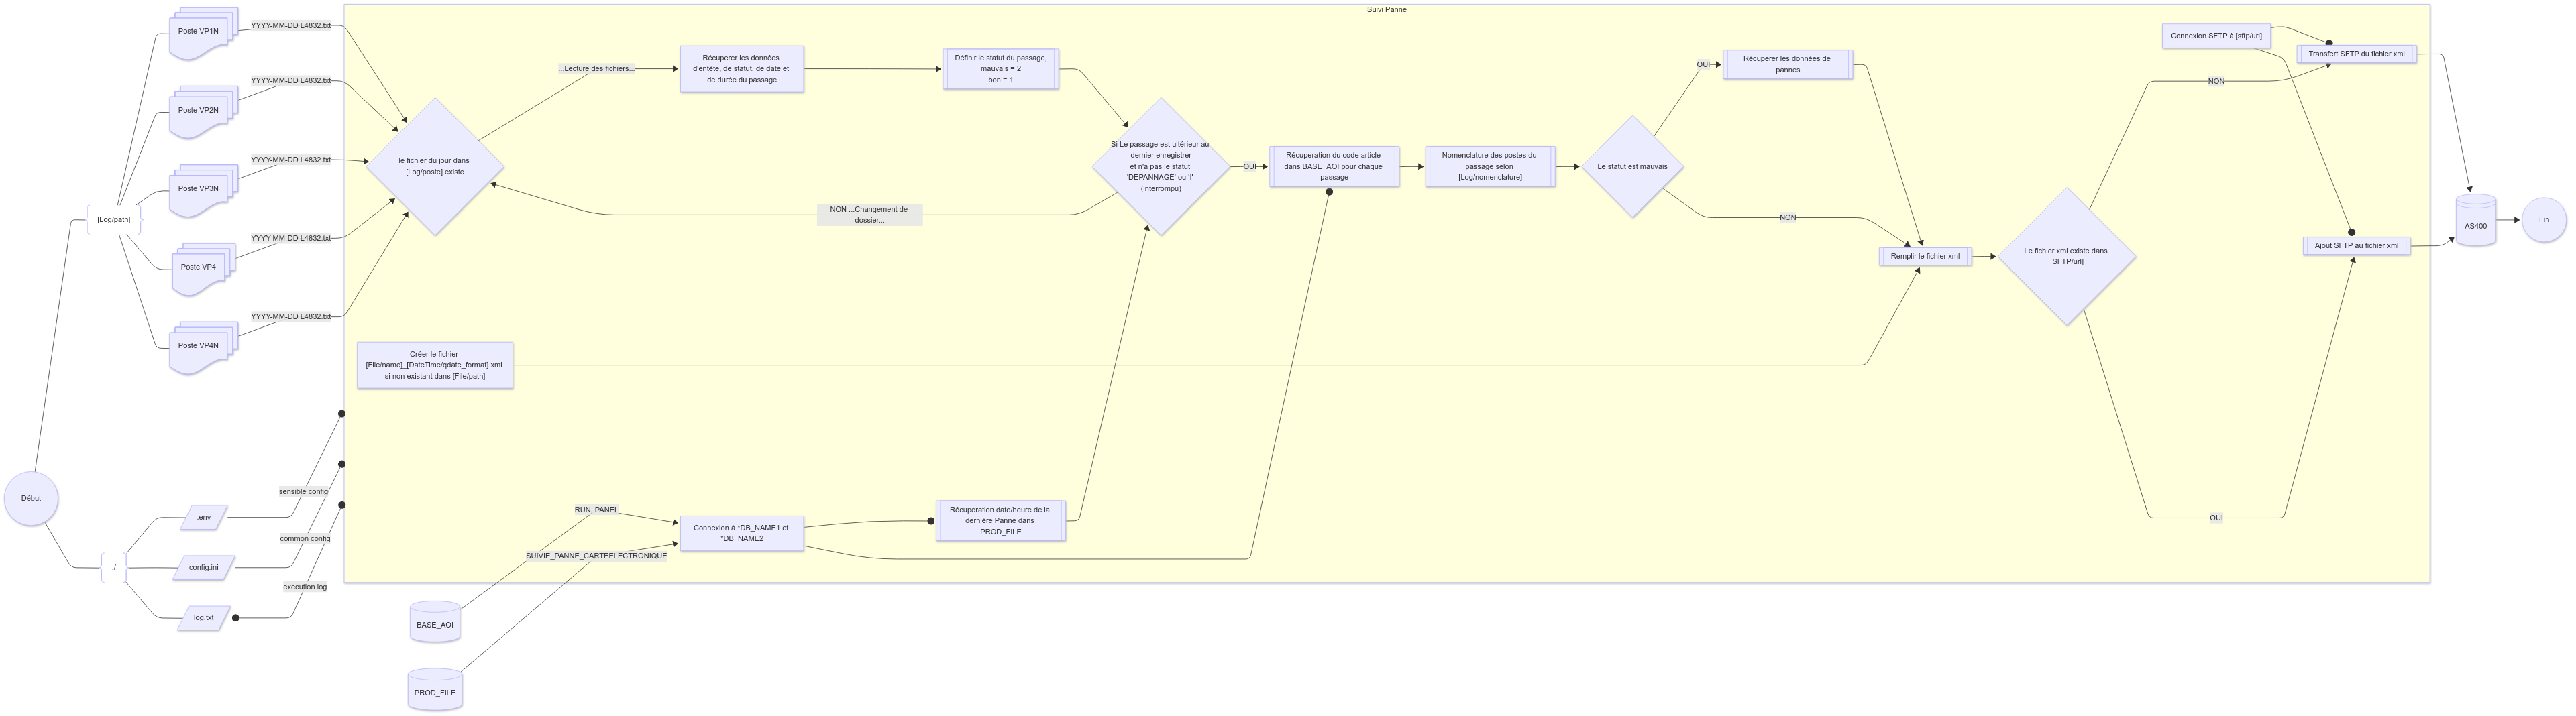 Suivi Panne
Poste VP1N
YYYY-MM-DD L4832.txt
Poste VP2N
YYYY-MM-DD L4832.txt
Poste VP3N
YYYY-MM-DD L4832.txt
Poste VP4
YYYY-MM-DD L4832.txt
Poste VP4N
YYYY-MM-DD L4832.txt
[Log/path]
Début
./
.env
sensible config
config.ini
common config
log.txt
execution log
le fichier du jour dans
[Log/poste] existe
...Lecture des fichiers...
Récuperer les données
d'entête, de statut, de date et
de durée du passage
Définir le statut du passage,
mauvais = 2
bon = 1
Si Le passage est ultérieur au
dernier enregistrer
et n'a pas le statut
'DEPANNAGE' ou 'I'
(interrompu)
NON ...Changement de
dossier...
OUI
Récuperation du code article
dans BASE_AOI pour chaque
passage
Nomenclature des postes du
passage selon
[Log/nomenclature]
Le statut est mauvais
OUI
Récuperer les données de
pannes
NON
Remplir le fichier xml
Le fichier xml existe dans
[SFTP/url]
NON
OUI
Connexion SFTP à [sftp/url]
Transfert SFTP du fichier xml
Ajout SFTP au fichier xml
AS400
Fin
Créer le fichier
[File/name]_[DateTime/qdate_format].xml
si non existant dans [File/path]
RUN, PANEL
SUIVIE_PANNE_CARTEELECTRONIQUE
Connexion à *DB_NAME1 et
*DB_NAME2
Récuperation date/heure de la
dernière Panne dans
PROD_FILE
BASE_AOI
PROD_FILE